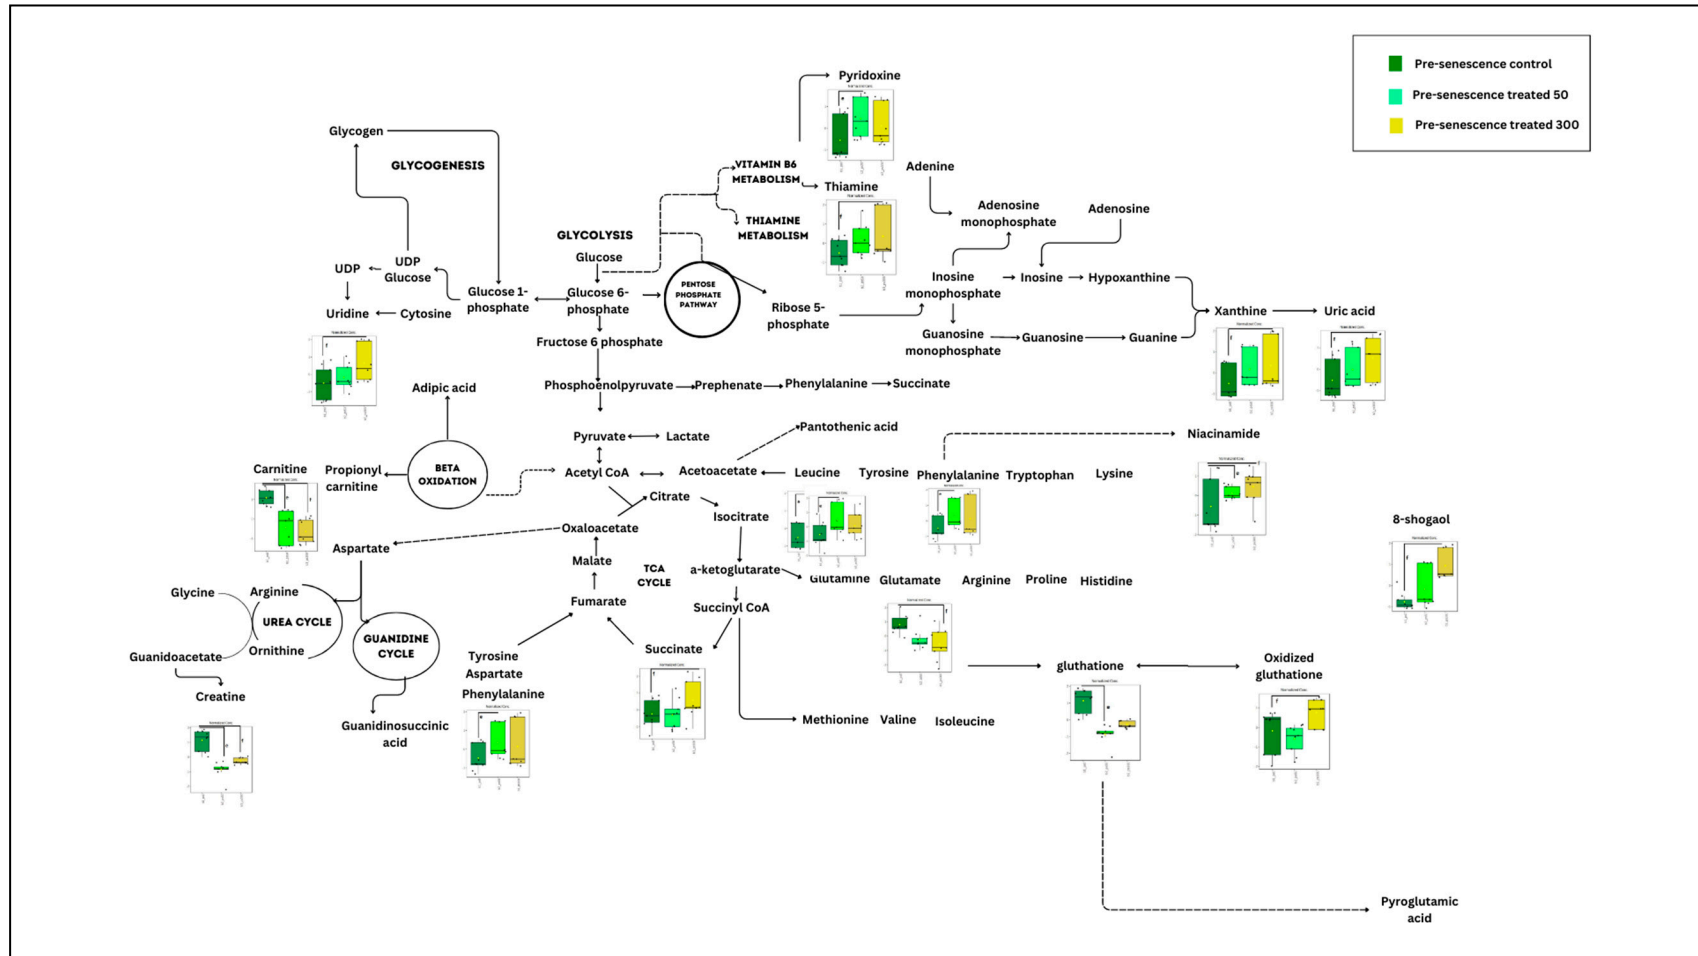 Pre-senescence control
Pre-senescence treated 50
Pre-senescence treated 300
Pyridoxine
Glycogen
GLYCOGENESIS
VITAMIN B6
METABOLISM
Adenine
Thiamine
THIAMINE
METABOLISM
Adenosine
monophosphate
Adenosine
GLYCOLYSIS
Glucose
UDP
UDP
Glucose
Glucose 1-
phosphate
Glucose 6-
phosphate
PENTOSE
PHOSPHATE
PATHWAY
Ribose 5-
phosphate
Inosine
monophosphate
Inosine
Hypoxanthine
Uridine
Cytosine
Xanthine
Uric acid
Guanosine
monophosphate
Guanosine
Guanine
Fructose 6 phosphate
Phosphoenolpyruvate
Prephenate
Phenylalanine
Succinate
Adipic acid
Pantothenic acid
Pyruvate
Lactate
Niacinamide
Carnitine
Propionyl
carnitine
BETA
OXIDATION
Acetyl CoA
Acetoacetate
Leucine
Tyrosine
Phenylalanine
Tryptophan
Lysine
Citrate
Isocitrate
Oxaloacetate
8-shogaol
Aspartate
Malate
TCA
CYCLE
a-ketoglutarate
Glutamine
Glutamate
Arginine
Proline
Histidine
Glycine
Arginine
Fumarate
Succinyl CoA
UREA CYCLE
GUANIDINE
CYCLE
Guanidoacetate
Ornithine
Tyrosine
Aspartate
Phenylalanine
Succinate
gluthatione
Oxidized
gluthatione
Creatine
Guanidinosuccinic
acid
Methionine
Valine
Isoleucine
Pyroglutamic
acid